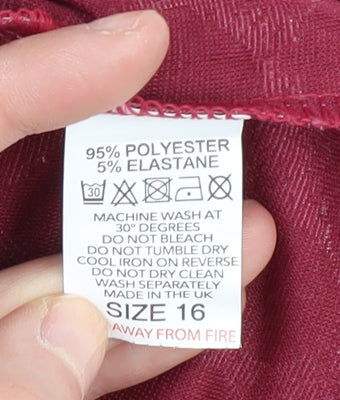 95% POLYESTER
5% ELASTANE
30
MACHINE WASH AT
30° DEGREES
DO NOT BLEACH
DO NOT TUMBLE DRY
COOL IRON ON REVERSE
DO NOT DRY CLEAN
WASH SEPARATELY
MADE IN THE UK
SIZE 16
AWAY FROM FIRE